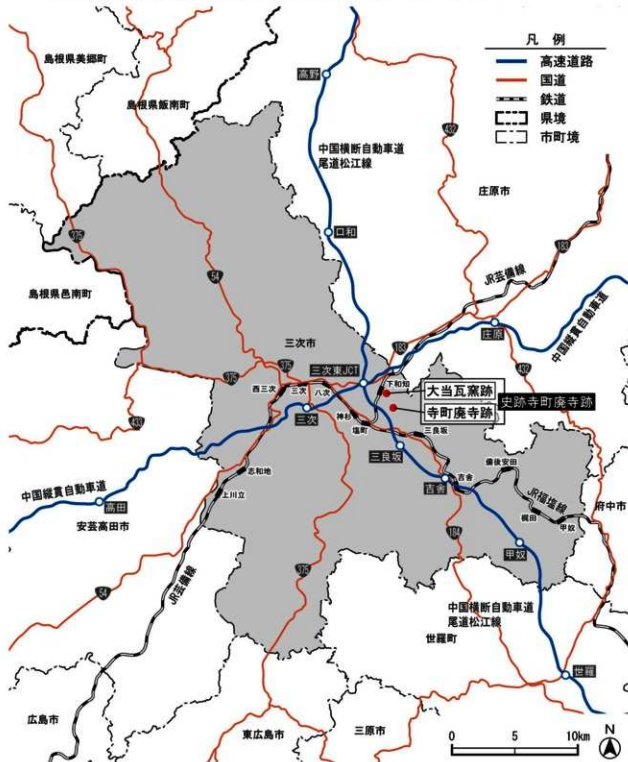 凡 例
高速道路
国道
鉄道
県境
市町境
島根県美郷町
島根県飯南町
高野
中国横断自動車道
尾道松江線
432
庄原市
183
口和
375
54
JR芸備線
島根県邑南町
三次市
183
庄原
中国縦貫自動車道
375
三次東JCT
432
375
西三次
三次
八次
下和知
大当瓦窯跡
史跡寺町廃寺跡
寺町廃寺跡
433
三次
神杉
塩町
三良坂
三良坂
志和地
備後安田
吉舎
吉舎
JR福塩線
中国縦貫自動車道
上川立
梶田
甲奴
府中市
高田
安芸高田市
184
甲奴
375
54
JR芸備線
中国横断自動車道
尾道松江線
世羅町
世羅
広島市
東広島市
三原市
0 5 10km
N